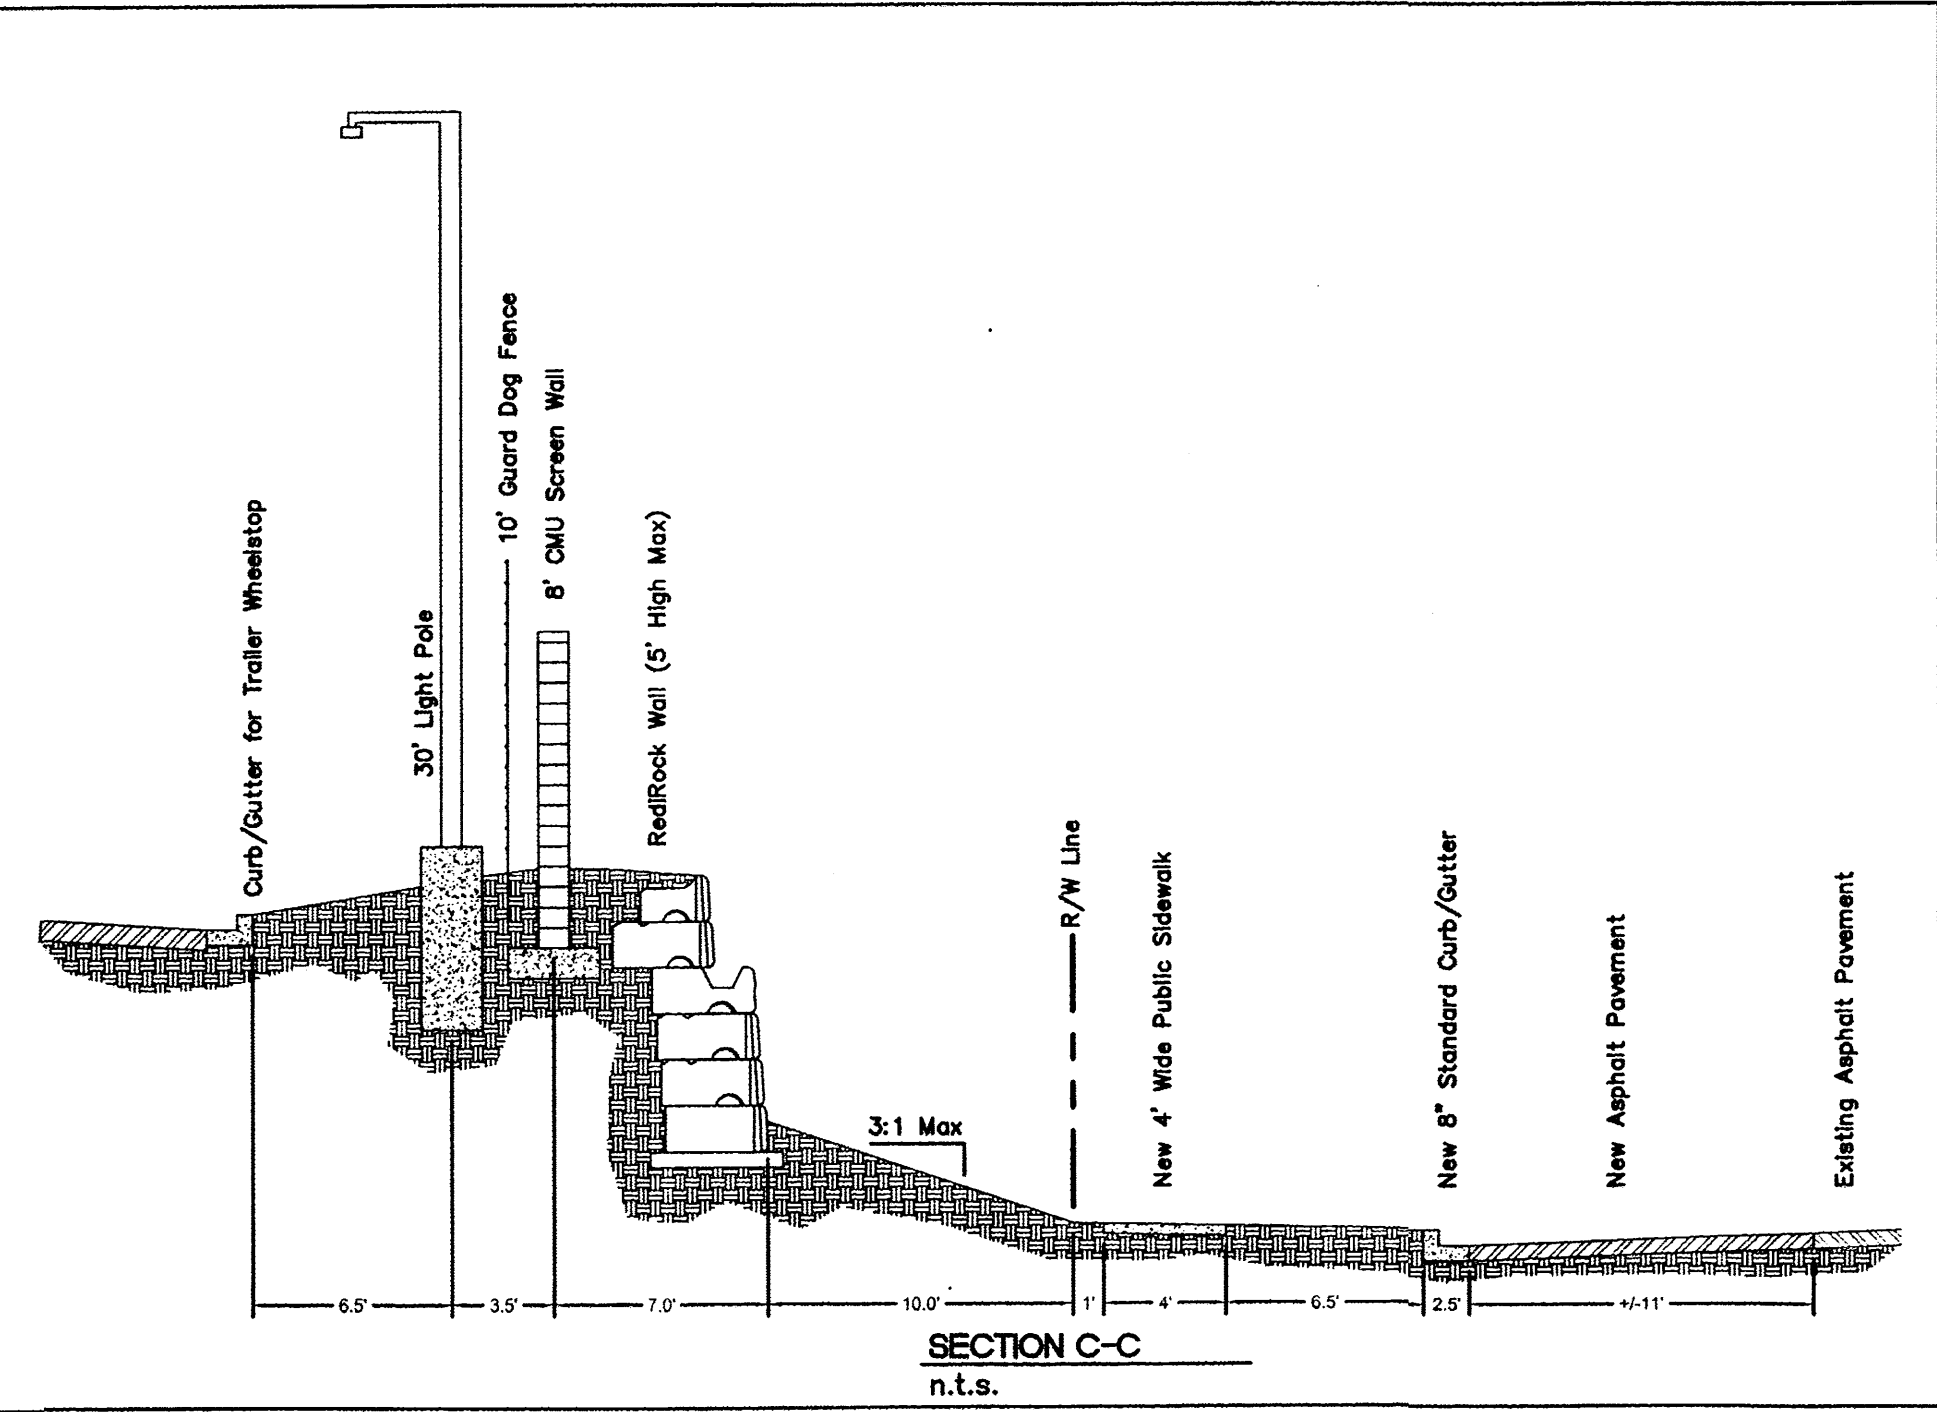 Curb/Gutter for Trailer Wheelstop
30' Light Pole
10' Guard Dog Fence
8' CMU Screen Wall
RediRock Wall (5' High Max)
3:1 Max
R/W Line
New 4' Wide Public Sidewalk
New 8" Standard Curb/Gutter
New Asphalt Pavement
Existing Asphalt Pavement
6.5'
3.5'
7.0'
10.0'
1'
4'
6.5'
2.5'
+/-11'
SECTION C-C
n.t.s.